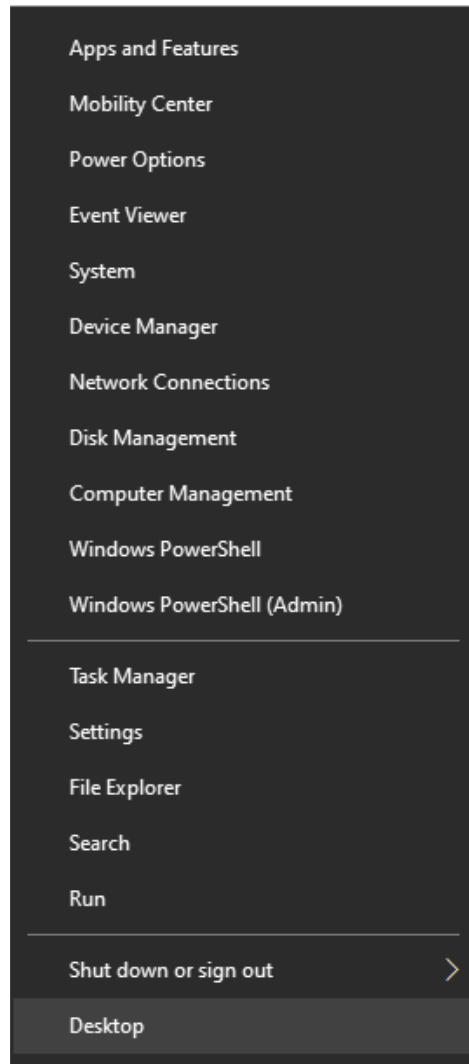 Apps and Features
Mobility Center
Power Options
Event Viewer
System
Device Manager
Network Connections
Disk Management
Computer Management
Windows PowerShell
Windows PowerShell (Admin)
Task Manager
Settings
File Explorer
Search
Run
Shut down or sign out
Desktop